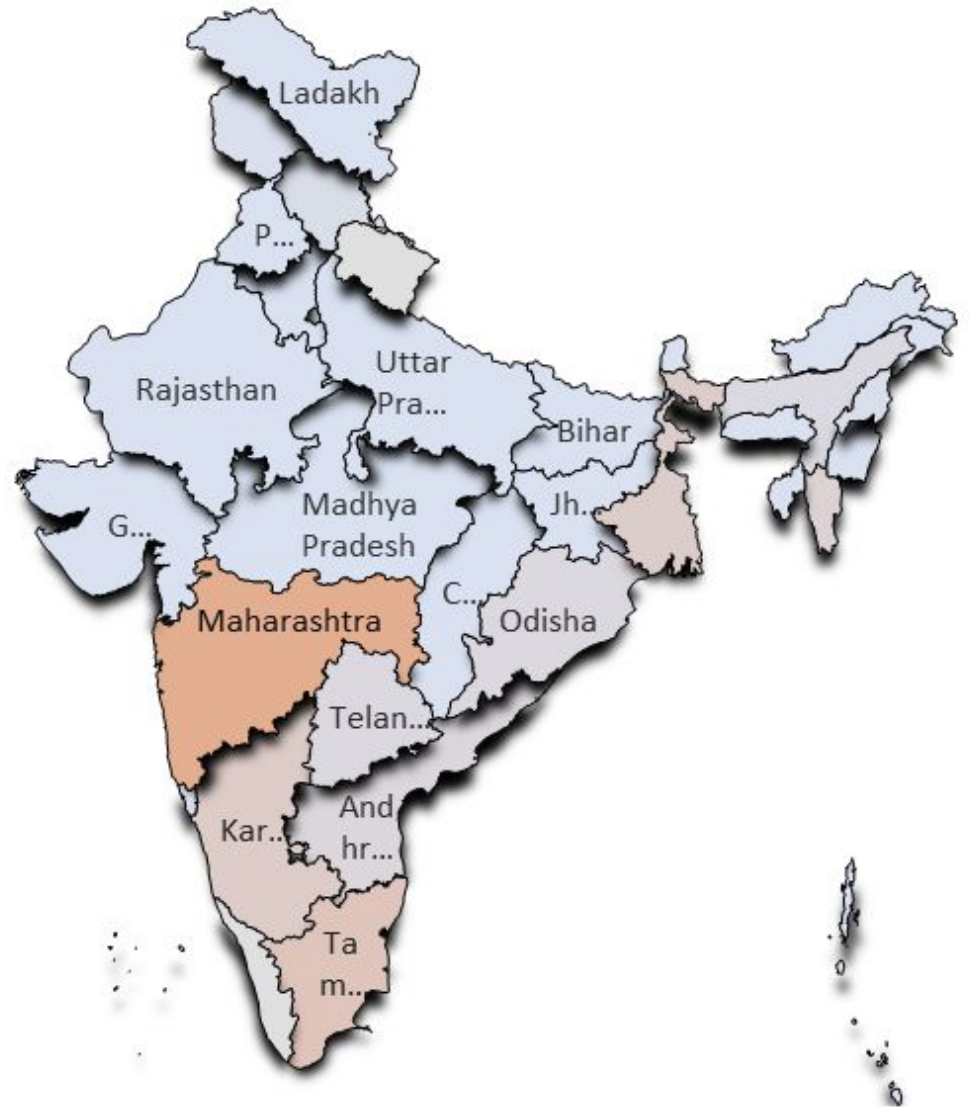 Ladakh
P...
Uttar
Pra...
Rajasthan
Bihar
Madhya
Pradesh
Jh...
G...
C...
Maharashtra
Odisha
Telan...
And
hr...
Kar...
Ta
m...